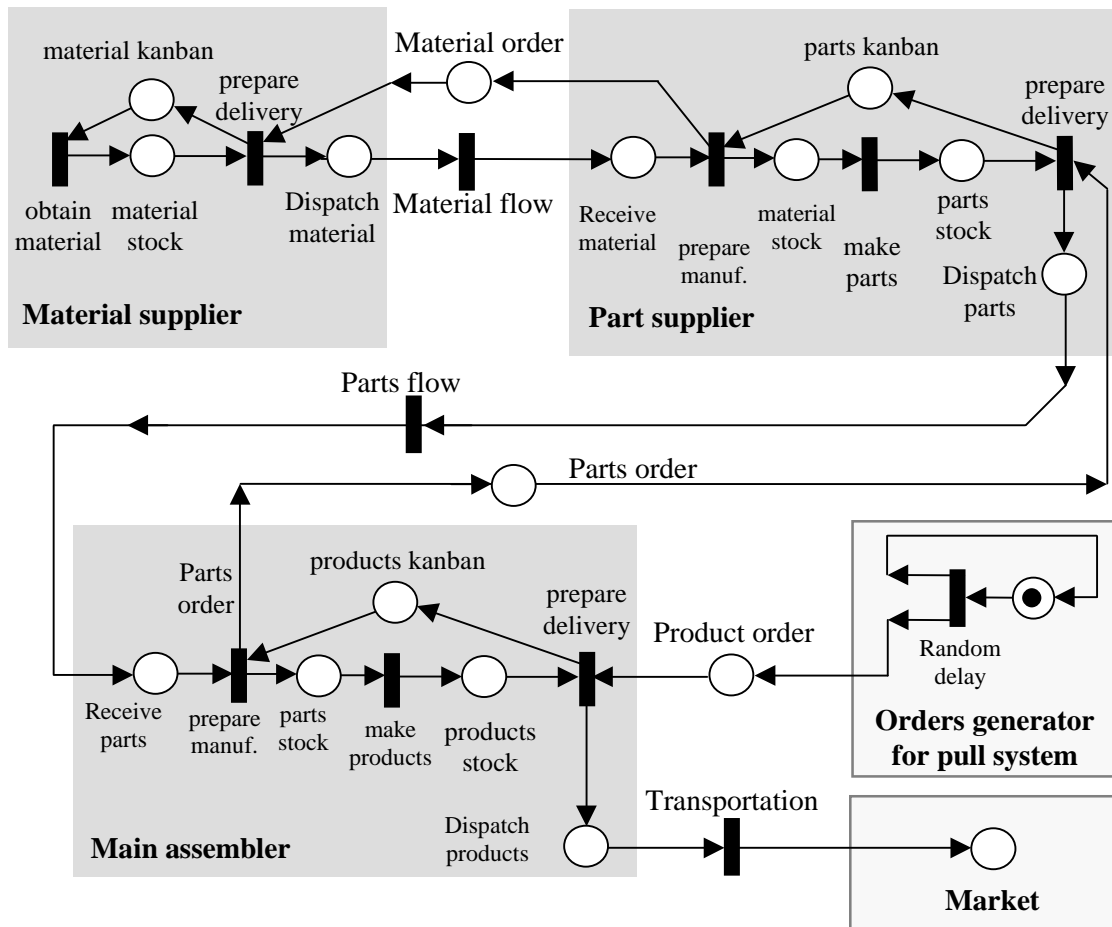 material kanban
prepare
delivery
obtain
material
material
stock
Dispatch
material
Material supplier
Material order
Material flow
parts kanban
prepare
delivery
Receive
material
prepare
manuf.
material
stock
make
parts
parts
stock
Dispatch
parts
Part supplier
Parts flow
Parts order
Parts
order
products kanban
prepare
delivery
Receive
parts
prepare
manuf.
parts
stock
make
products
products
stock
Dispatch
products
Main assembler
Product order
Random
delay
Orders generator
for pull system
Transportation
Market